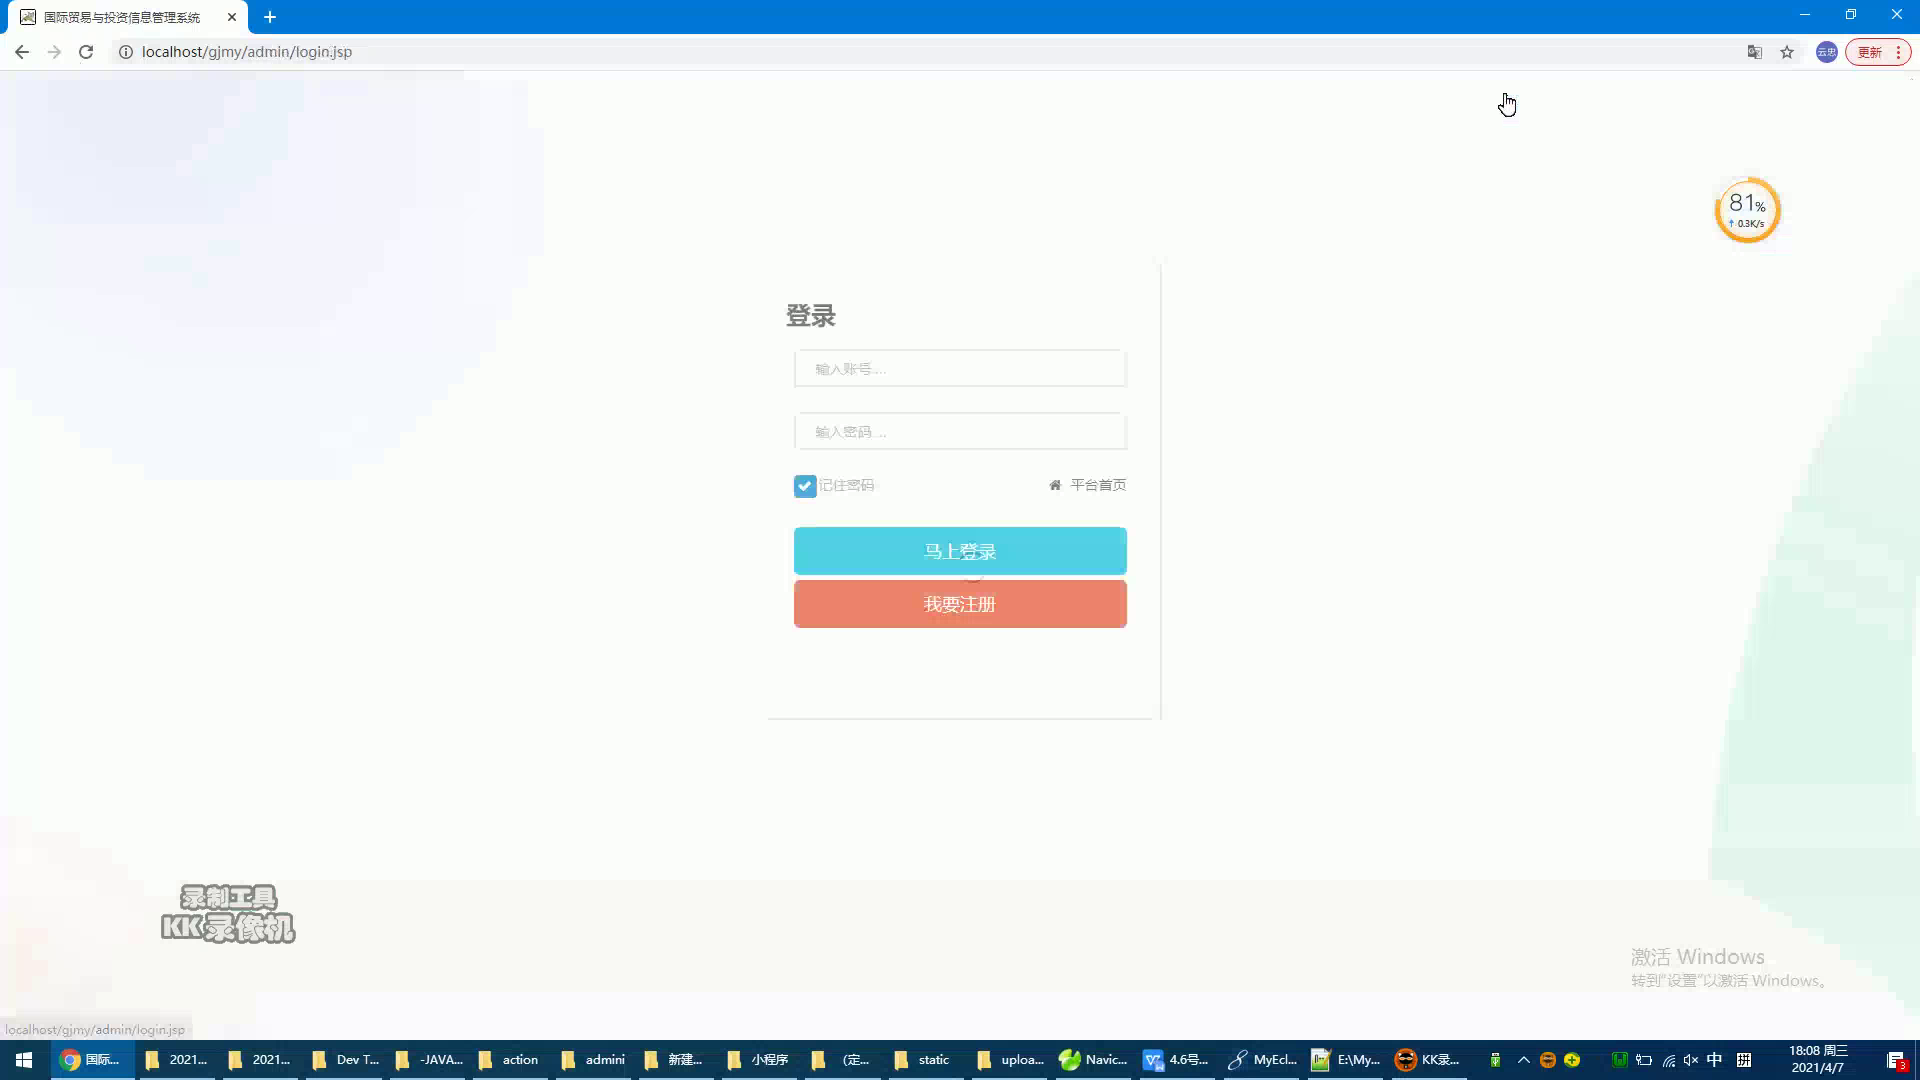 国际贸易与投资信息管理系统
localhost/gjmy/admin/login.jsp
云忠
更新
81%
↑ 0.3K/s
登录
输入账号....
输入密码....
记住密码
平台首页
马上登录
我要注册
录制工具
KK录像机
激活 Windows
转到"设置"以激活 Windows。
localhost/gjmy/admin/login.jsp
国际...
2021...
2021...
Dev T...
-JAVA...
action
admini
新建...
小程序
(定...
static
uploa...
Navic...
4.6号...
MyEcl...
E:\My...
KK录...
中
拼
18:08 周三
2021/4/7
3